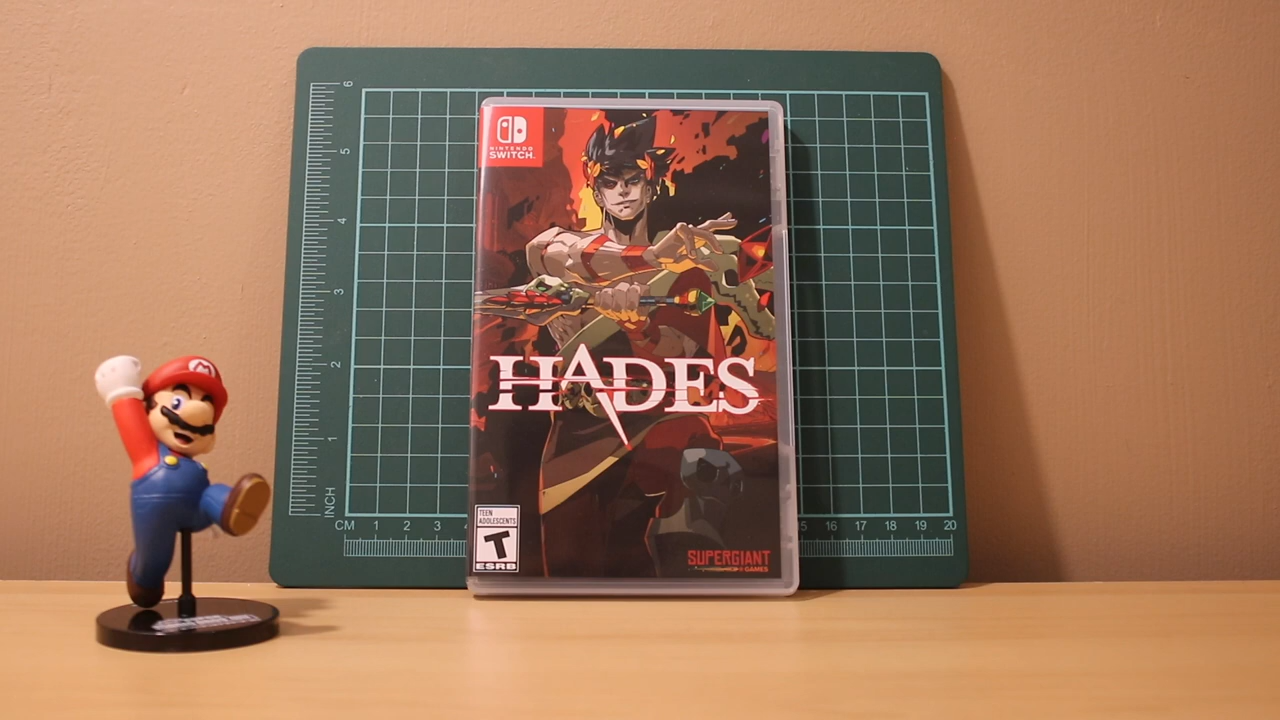 NINTENDO
SWITCH
HADES
TEEN
ADOLESCENTS
T
ESRB
SUPERGIANT
GAMES
M
6
5
4
3
2
1
INCH
CM 1 2 3 15 16 17 18 19 20